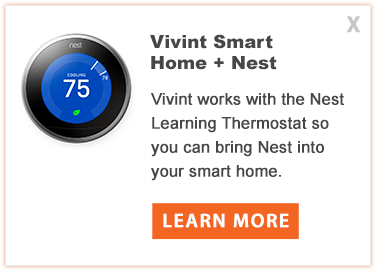 X
Vivint Smart
Home + Nest
nest
COOLING
75
78
Vivint works with the Nest
Learning Thermostat so
you can bring Nest into
your smart home.
LEARN MORE